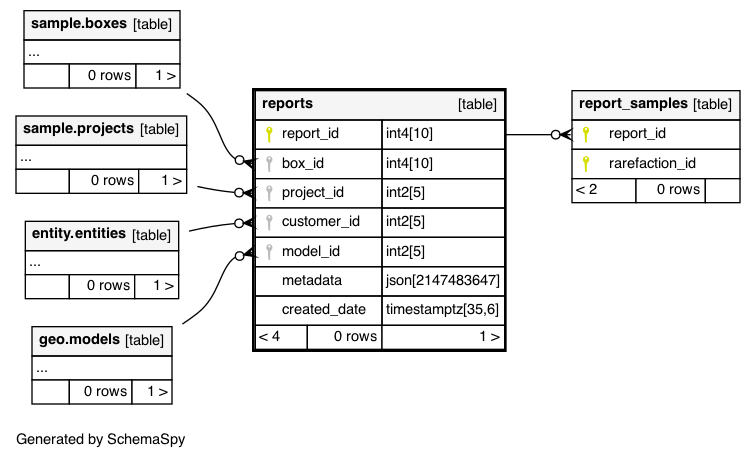 sample.boxes [table]
...
0 rows 1 >
sample.projects [table]
...
0 rows 1 >
entity.entities [table]
...
0 rows 1 >
geo.models [table]
...
0 rows 1 >
reports [table]
report_id int4[10]
box_id int4[10]
project_id int2[5]
customer_id int2[5]
model_id int2[5]
metadata json[2147483647]
created_date timestamptz[35,6]
< 4 0 rows 1 >
report_samples [table]
report_id
rarefaction_id
< 2 0 rows
Generated by SchemaSpy